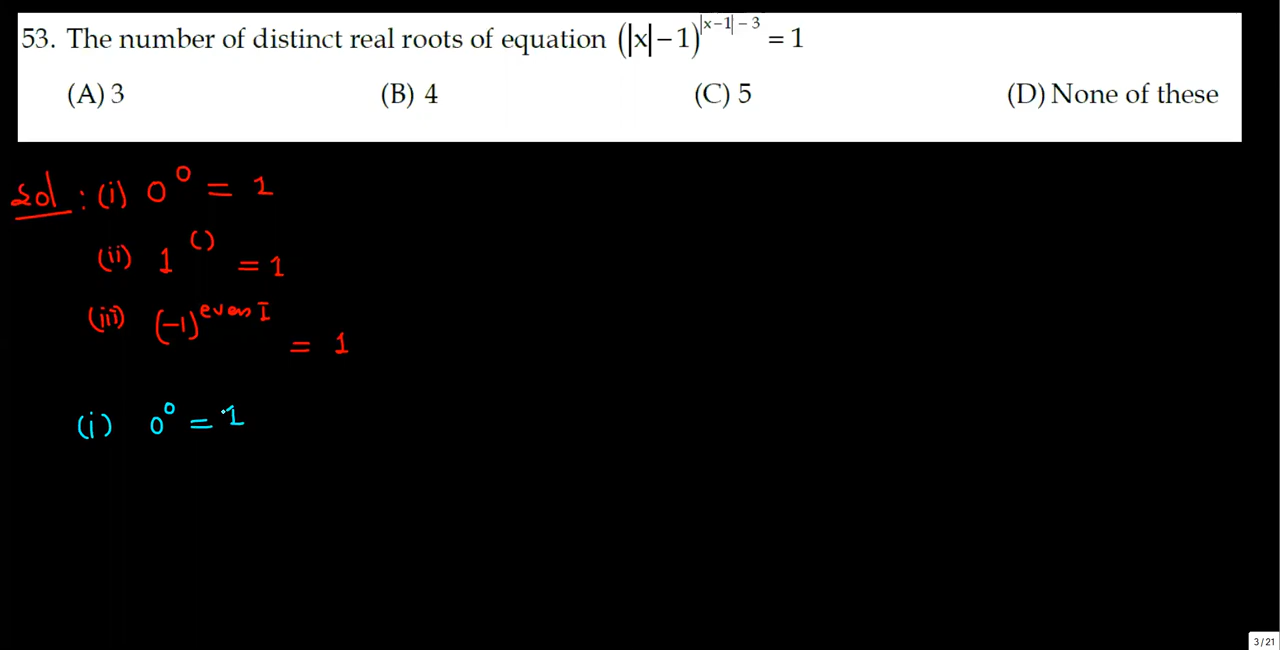 53. The number of distinct real roots of equation (|x|−1)^{|x−1|−3} = 1
(A) 3 (B) 4 (C) 5 (D) None of these
Sol : (i) 0^0 = 1
(ii) 1^{( )} = 1
(iii) (−1)^{even I} = 1
(i) 0^0 = 1
3 / 21